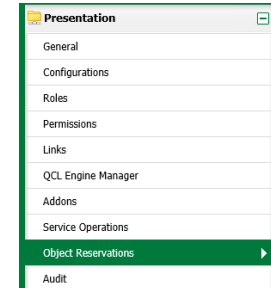 Presentation
General
Configurations
Roles
Permissions
Links
QCL Engine Manager
Addons
Service Operations
Object Reservations
Audit